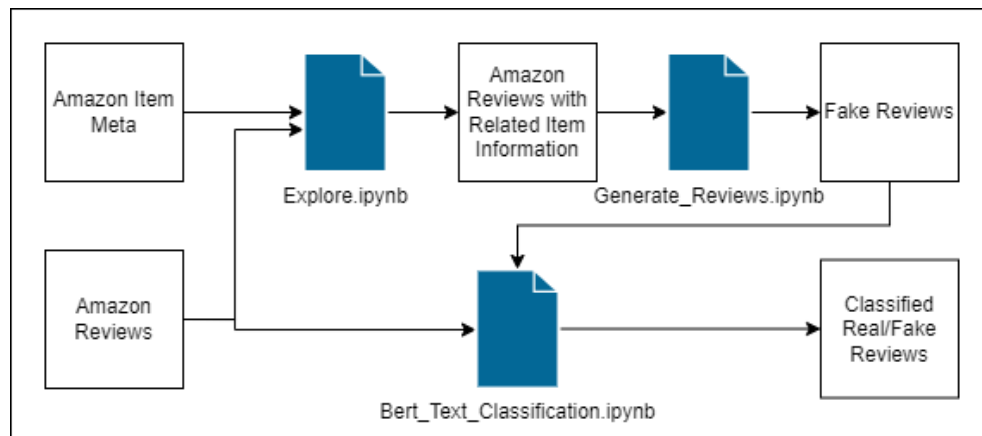 Amazon Item
Meta
Explore.ipynb
Amazon
Reviews with
Related Item
Information
Generate_Reviews.ipynb
Fake Reviews
Amazon
Reviews
Bert_Text_Classification.ipynb
Classified
Real/Fake
Reviews